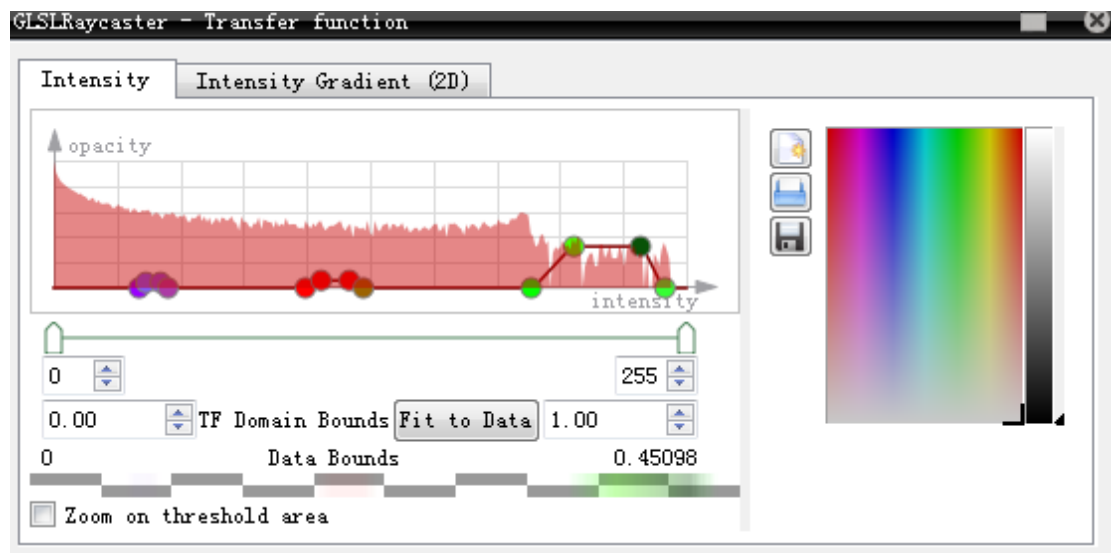 GLSLRaycaster - Transfer function
Intensity
Intensity Gradient (2D)
opacity
intensity
0
255
0.00
TF Domain Bounds
Fit to Data
1.00
0
Data Bounds
0.45098
Zoom on threshold area